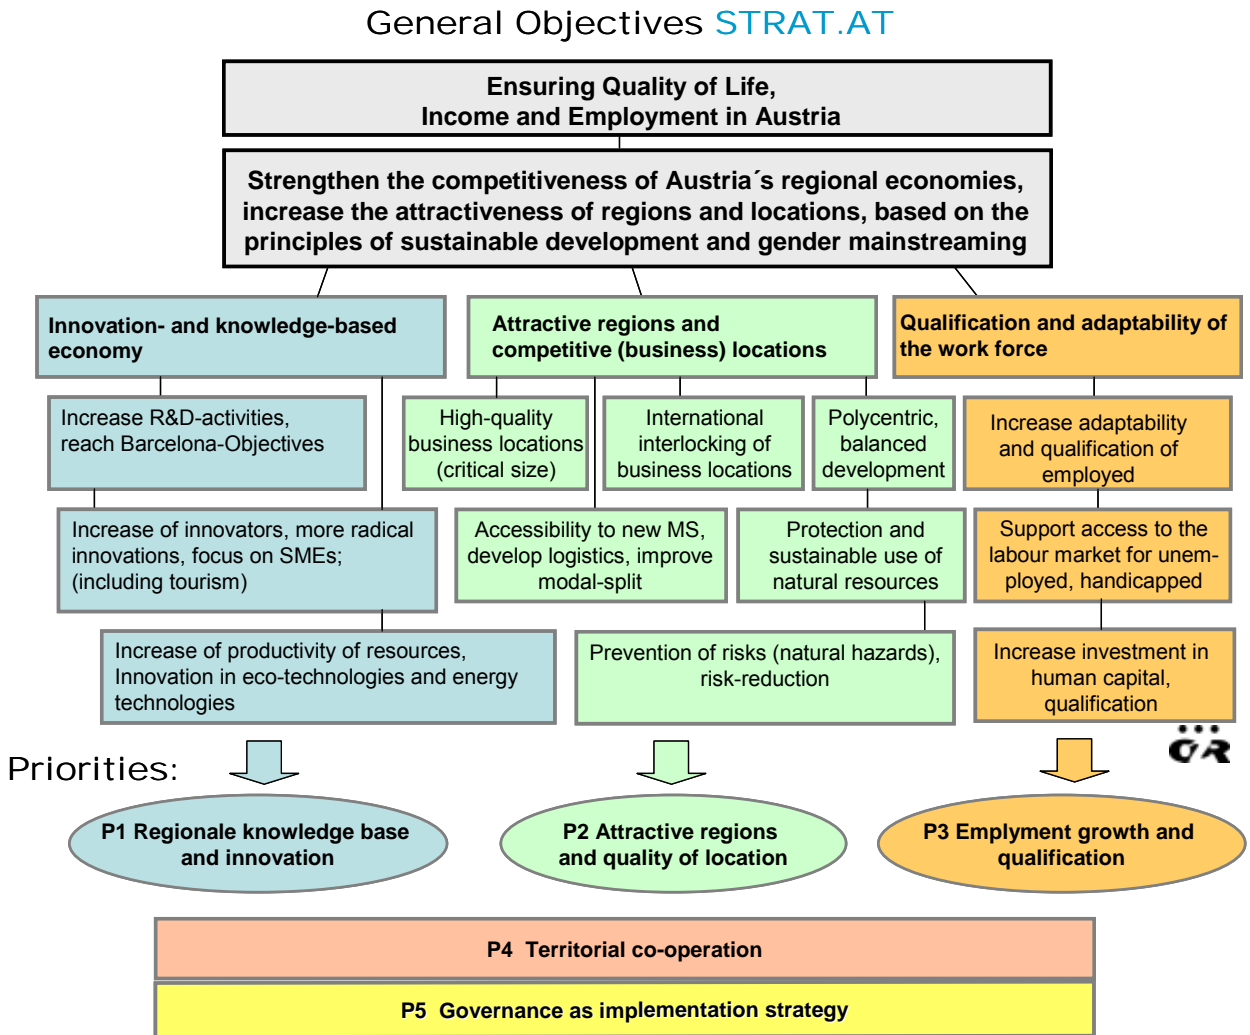 General Objectives STRAT.AT
Ensuring Quality of Life,
Income and Employment in Austria
Strengthen the competitiveness of Austria´s regional economies,
increase the attractiveness of regions and locations, based on the
principles of sustainable development and gender mainstreaming
Innovation- and knowledge-based
economy
Attractive regions and
competitive (business) locations
Qualification and adaptability of
the work force
Increase R&D-activities,
reach Barcelona-Objectives
High-quality
business locations
(critical size)
International
interlocking of
business locations
Polycentric,
balanced
development
Increase adaptability
and qualification of
employed
Increase of innovators, more radical
innovations, focus on SMEs;
(including tourism)
Accessibility to new MS,
develop logistics, improve
modal-split
Protection and
sustainable use of
natural resources
Support access to the
labour market for unem-
ployed, handicapped
Increase of productivity of resources,
Innovation in eco-technologies and energy
technologies
Prevention of risks (natural hazards),
risk-reduction
Increase investment in
human capital,
qualification
Priorities:
P1 Regionale knowledge base
and innovation
P2 Attractive regions
and quality of location
P3 Emplyment growth and
qualification
P4 Territorial co-operation
P5 Governance as implementation strategy